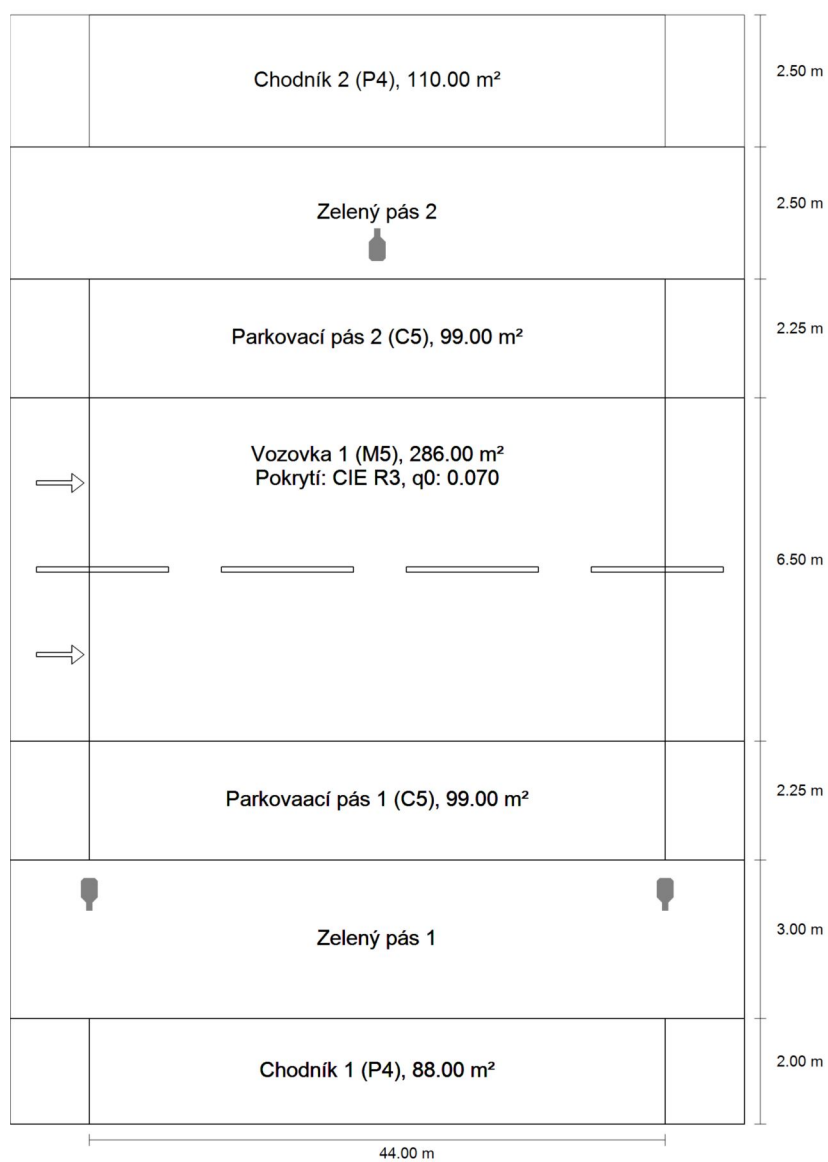 Chodník 2 (P4), 110.00 m²
2.50 m
Zelený pás 2
2.50 m
Parkovací pás 2 (C5), 99.00 m²
2.25 m
Vozovka 1 (M5), 286.00 m²
Pokrytí: CIE R3, q0: 0.070
6.50 m
Parkovaací pás 1 (C5), 99.00 m²
2.25 m
Zelený pás 1
3.00 m
Chodník 1 (P4), 88.00 m²
2.00 m
44.00 m